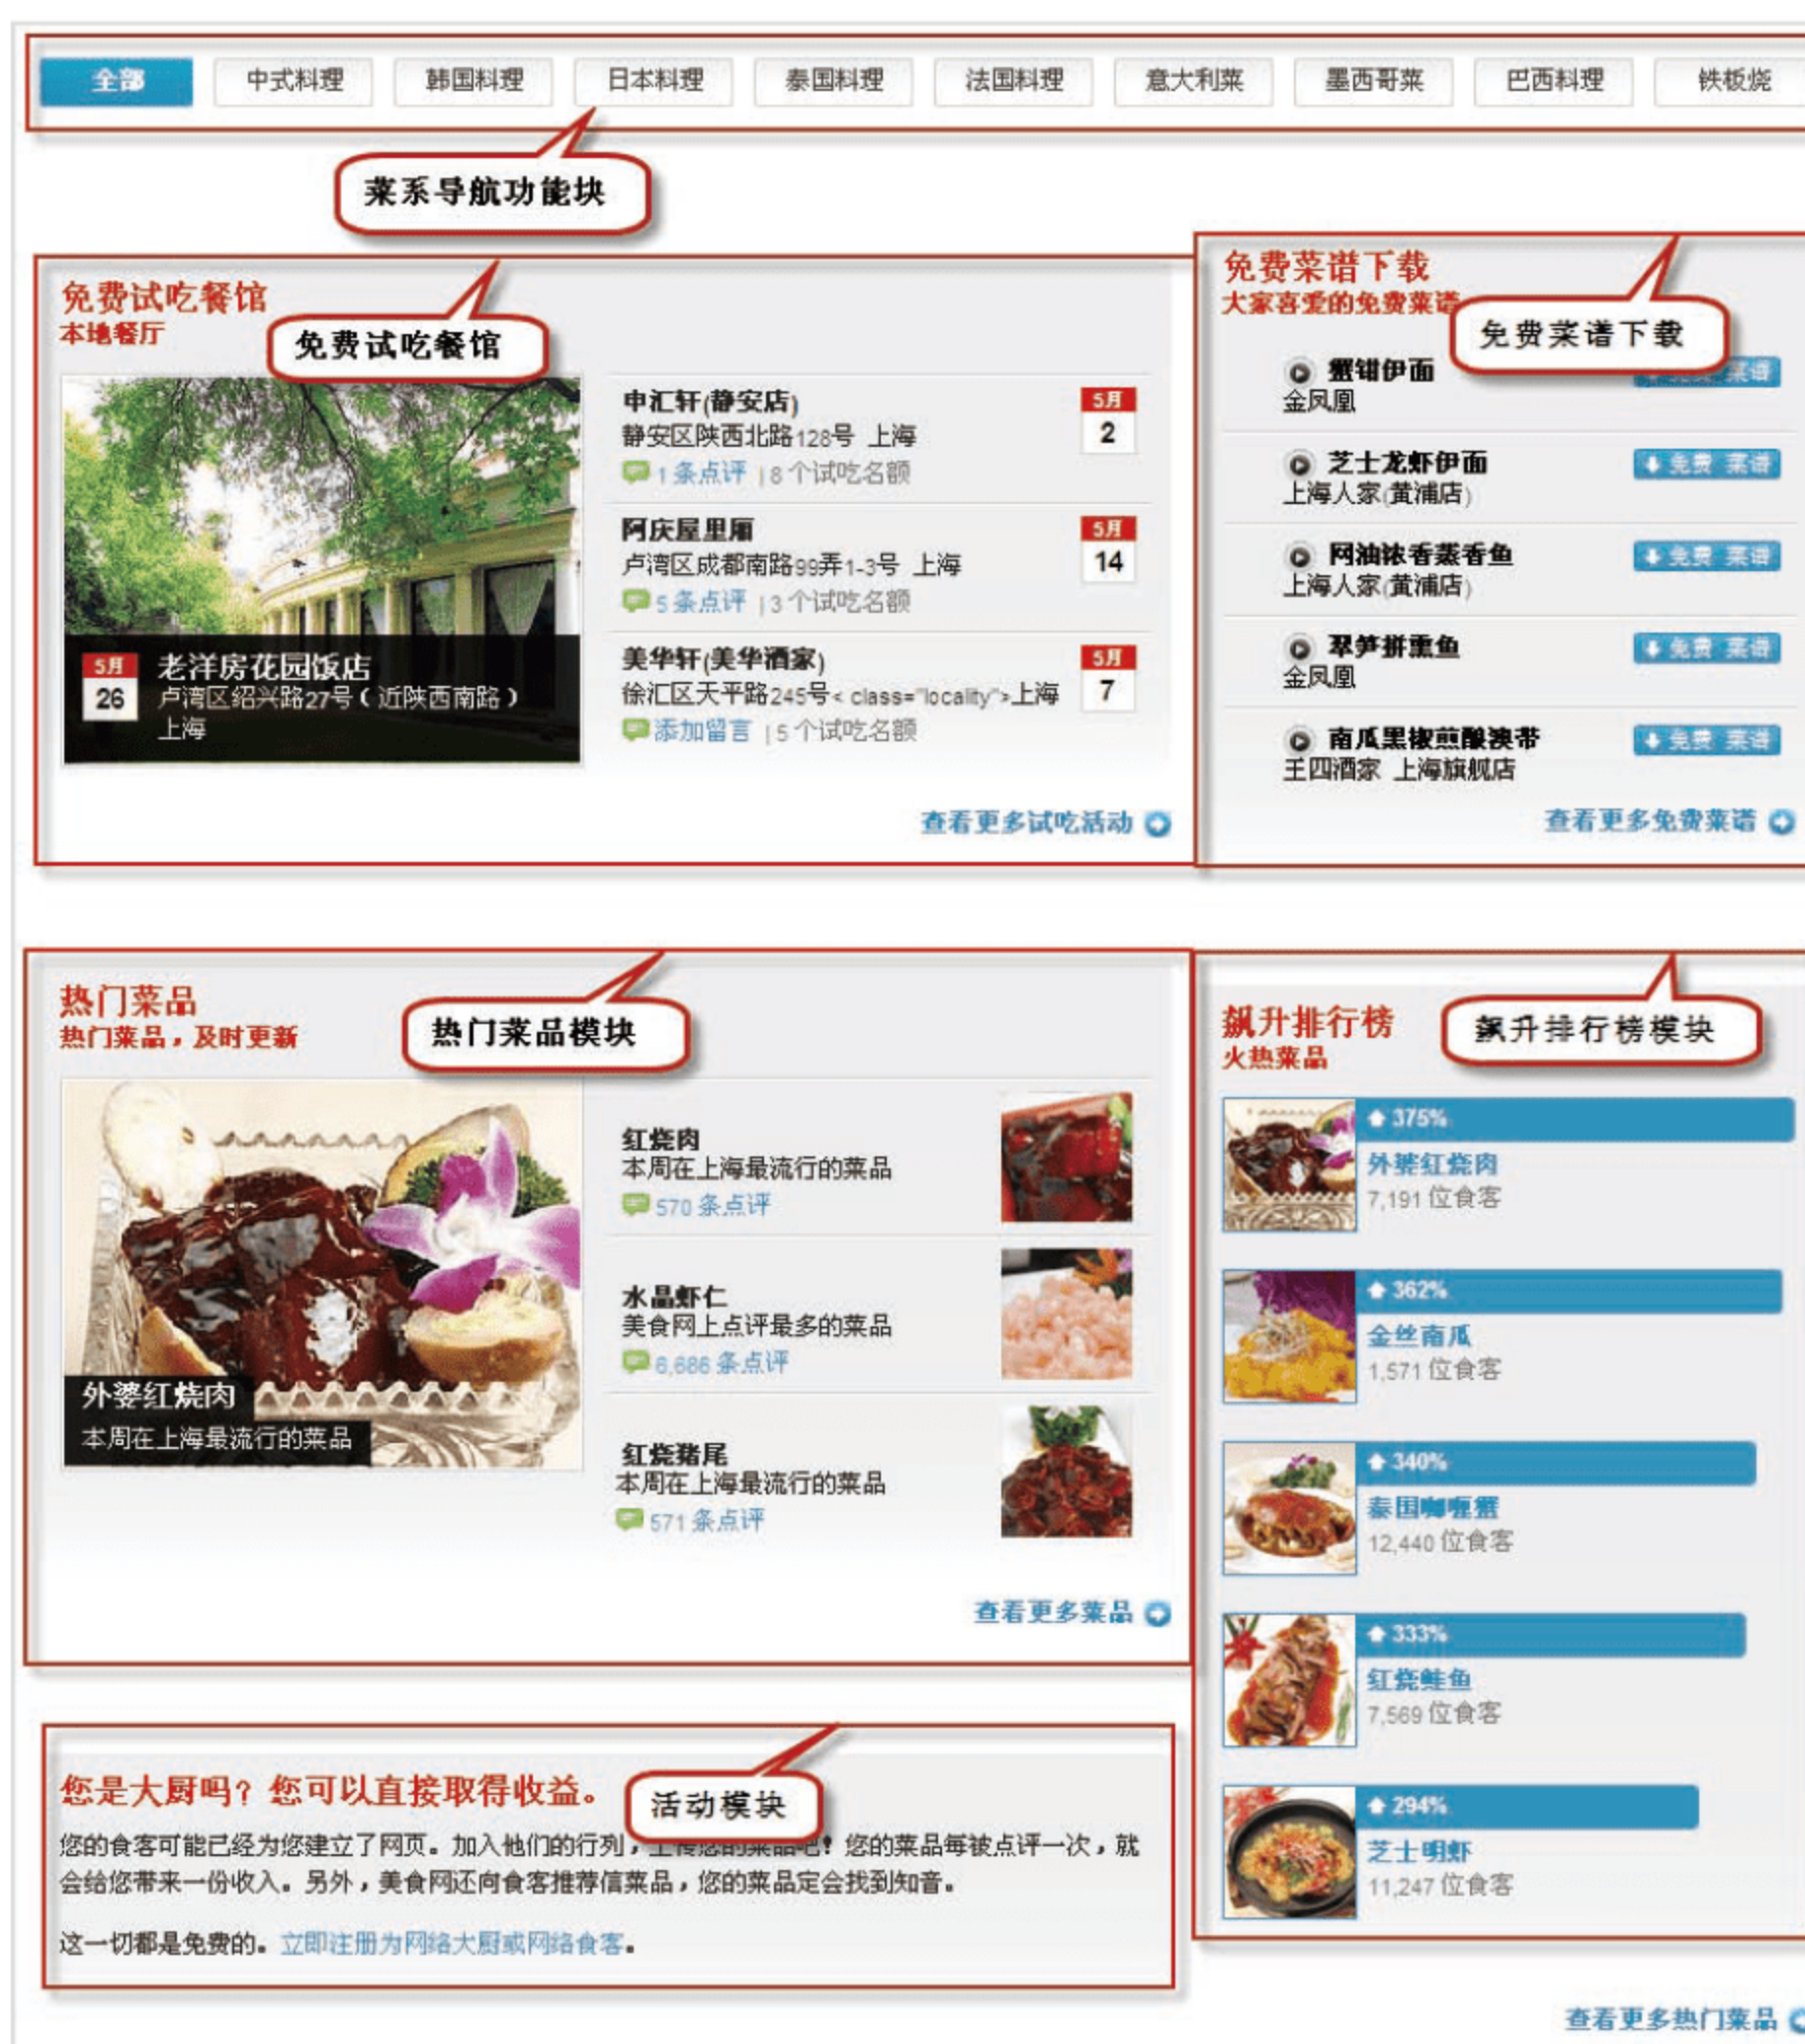 全部 中式料理 韩国料理 日本料理 泰国料理 法国料理 意大利菜 墨西哥菜 巴西料理 铁板烧
菜系导航功能块
免费试吃餐馆
本地餐厅
免费试吃餐馆
5月
26
老洋房花园饭店
卢湾区绍兴路27号(近陕西南路)
上海
申汇轩(静安店)
静安区陕西北路128号 上海
1 条点评 | 8 个试吃名额
5月
2
阿庆屋里厢
卢湾区成都南路99弄1-3号 上海
5 条点评 | 3 个试吃名额
5月
14
美华轩(美华酒家)
徐汇区天平路245号< class="locality">上海
添加留言 | 5 个试吃名额
5月
7
查看更多试吃活动
免费菜谱下载
大家喜爱的免费菜谱
免费菜谱下载
蟹钳伊面
金凤凰
菜谱
芝士龙虾伊面
上海人家(黄浦店)
免费 菜谱
网油浓香蒸香鱼
上海人家(黄浦店)
免费 菜谱
翠笋拼熏鱼
金凤凰
免费 菜谱
南瓜黑椒煎酿澳带
王四酒家 上海旗舰店
免费 菜谱
查看更多免费菜谱
热门菜品
热门菜品，及时更新
热门菜品模块
外婆红烧肉
本周在上海最流行的菜品
红烧肉
本周在上海最流行的菜品
570 条点评
水晶虾仁
美食网上点评最多的菜品
6,686 条点评
红烧猪尾
本周在上海最流行的菜品
571 条点评
查看更多菜品
飙升排行榜
火热菜品
飙升排行榜模块
375%
外婆红烧肉
7,191 位食客
362%
金丝南瓜
1,571 位食客
340%
泰国咖喱蟹
12,440 位食客
333%
红烧鲑鱼
7,569 位食客
294%
芝士明虾
11,247 位食客
查看更多热门菜品
您是大厨吗？您可以直接取得收益。
活动模块
您的食客可能已经为您建立了网页。加入他们的行列，上传您的菜品吧！您的菜品每被点评一次，就
会给您带来一份收入。另外，美食网还向食客推荐信菜品，您的菜品定会找到知音。
这一切都是免费的。立即注册为网络大厨或网络食客。